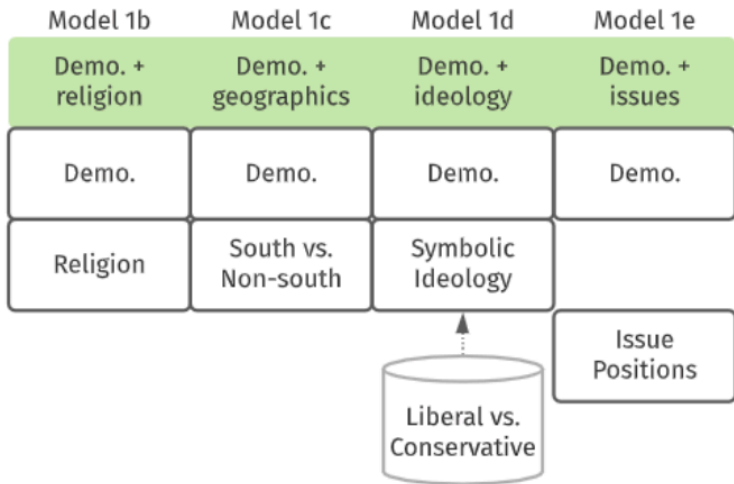 Model 1b Model 1c Model 1d Model 1e
Demo. + Demo. + Demo. + Demo. +
religion geographics ideology issues
Demo. Demo. Demo. Demo.
Religion South vs. Symbolic
Non-south Ideology
Issue
Positions
Liberal vs.
Conservative